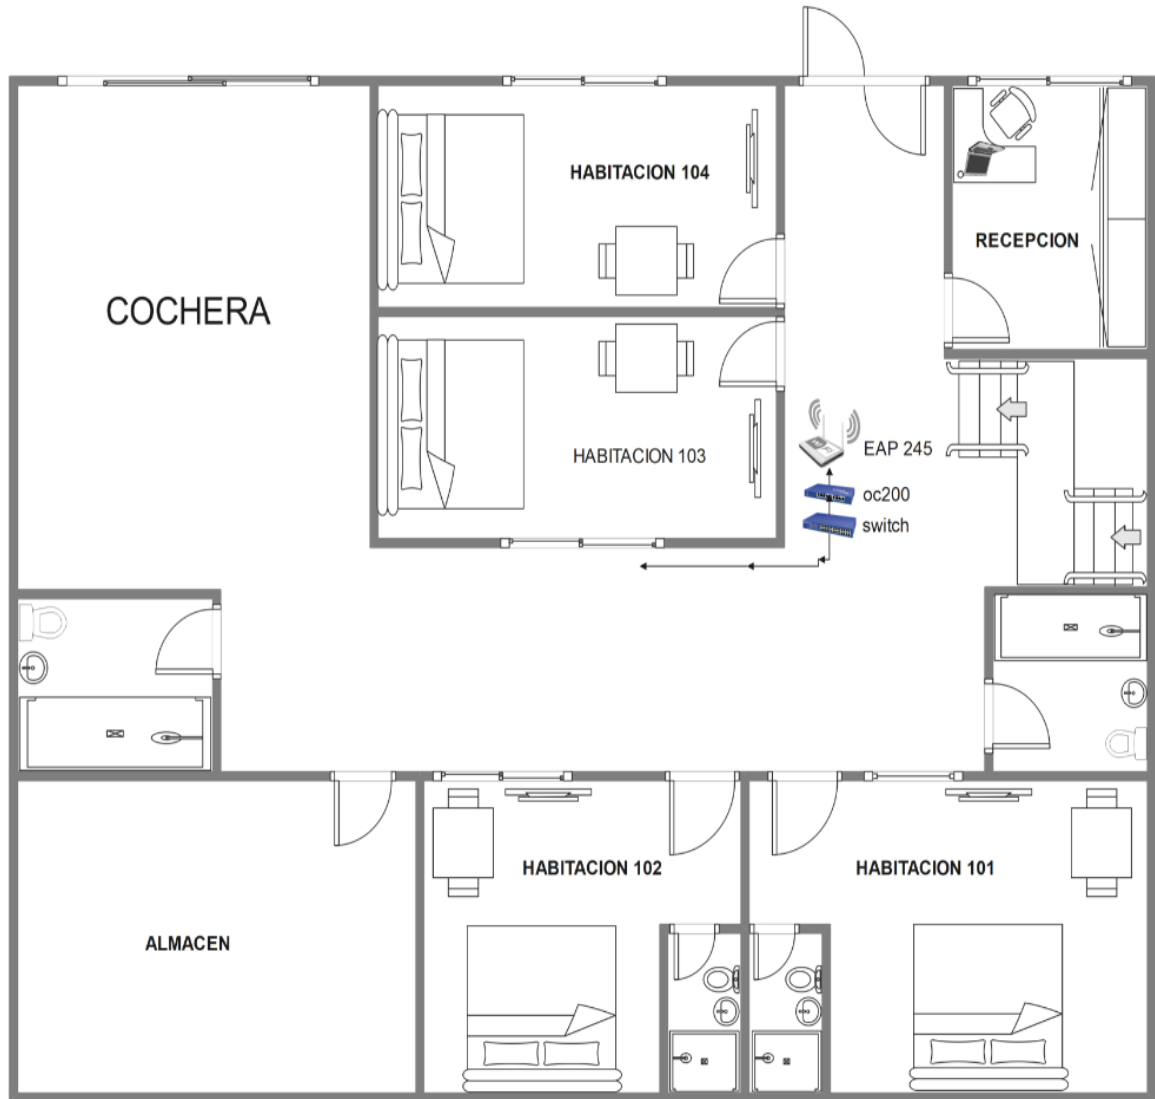 HABITACION 104
RECEPCION
COCHERA
HABITACION 103
EAP 245
oc200
switch
HABITACION 102
HABITACION 101
ALMACEN